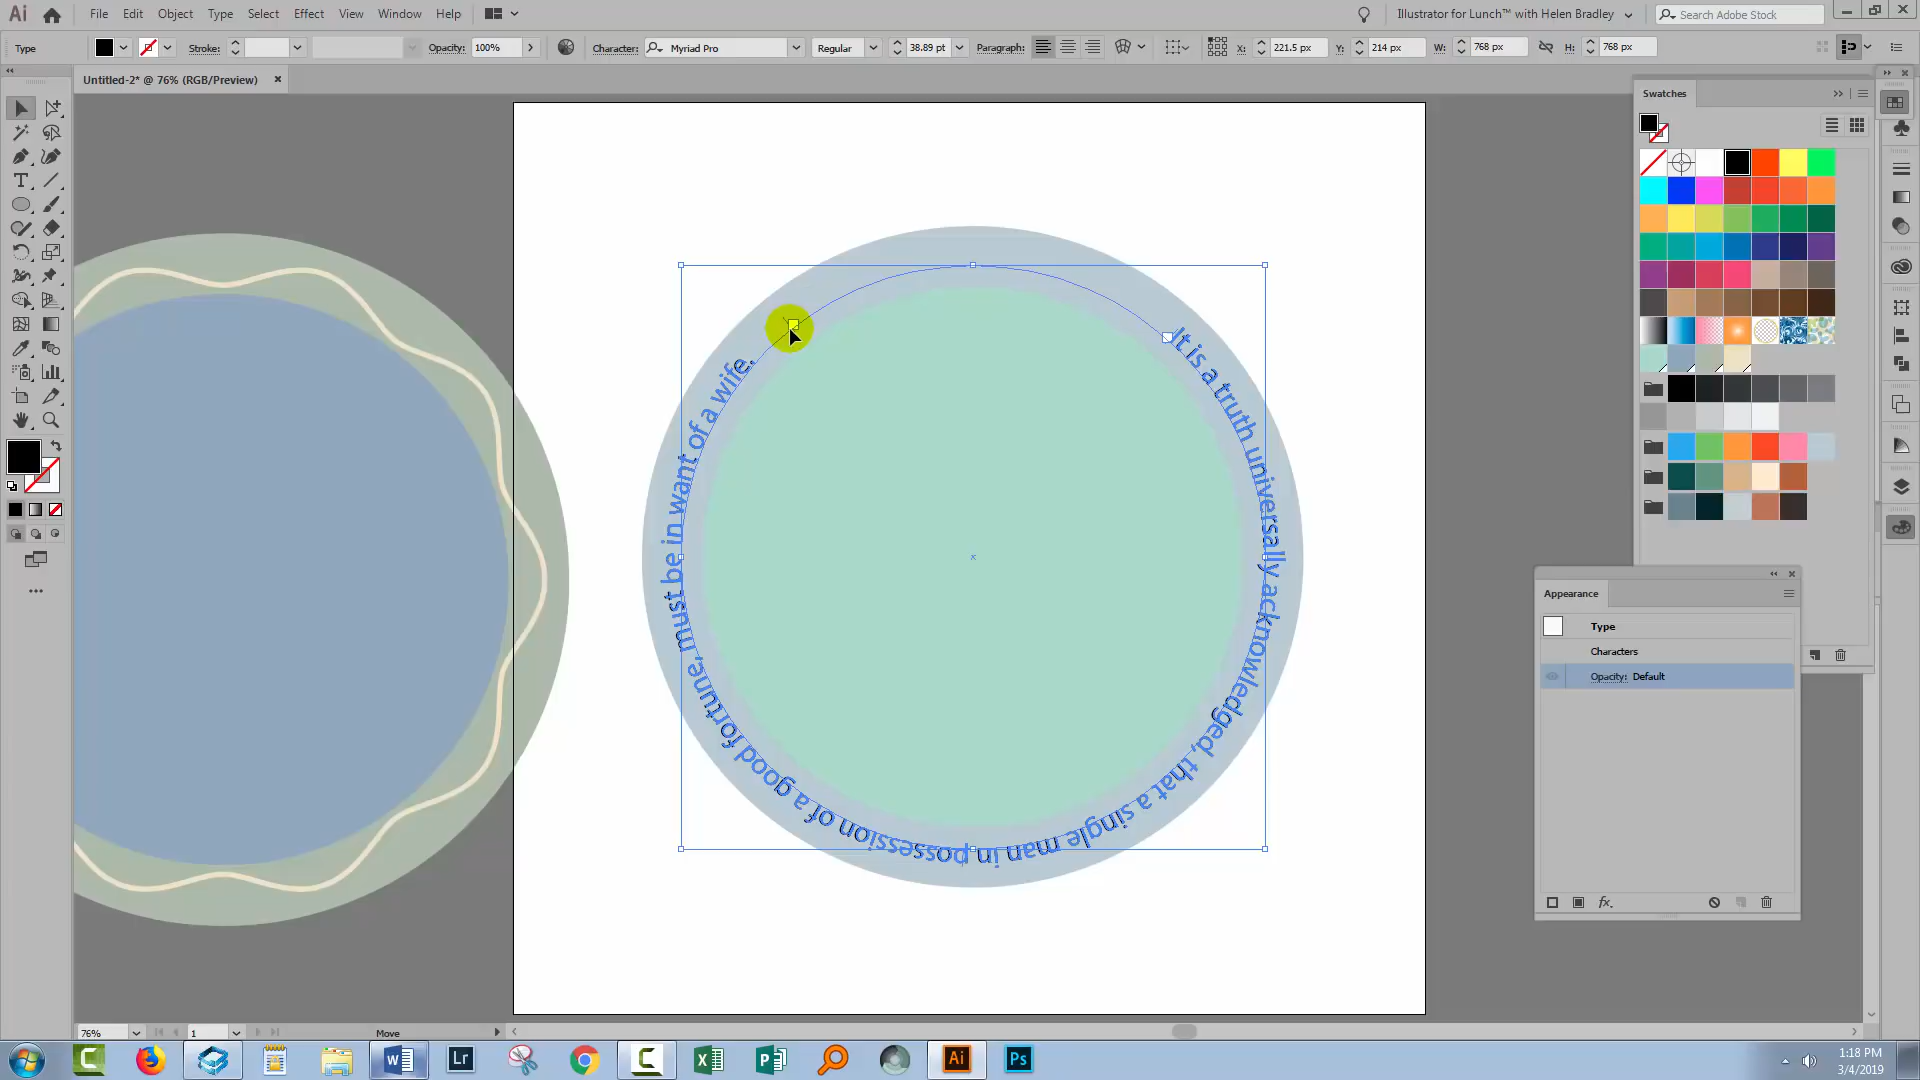 Ai File Edit Object Type Select Effect View Window Help Illustrator for Lunch™ with Helen Bradley Search Adobe Stock
Type Stroke: Opacity: 100% Character: Myriad Pro Regular 38.89 pt Paragraph: X: 221.5 px Y: 214 px W: 768 px H: 768 px
Untitled-2* @ 76% (RGB/Preview)
Swatches
It is a truth universally acknowledged, that a single man in possession of a good fortune, must be in want of a wife.
Appearance
Type
Characters
Opacity: Default
fx.
76% 1 Move
W Lr Ai Ps
1:18 PM
3/4/2019